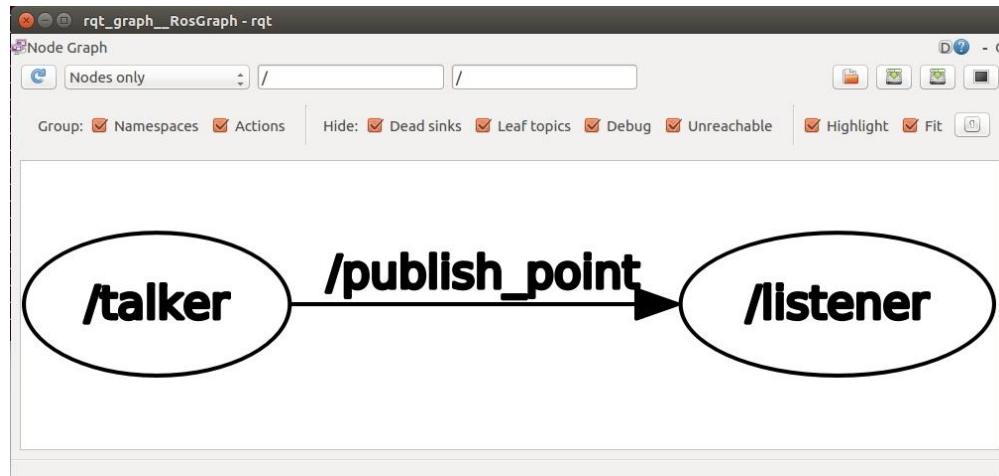 rqt_graph__RosGraph - rqt
Node Graph D ? -
Nodes only / /
Group: Namespaces Actions Hide: Dead sinks Leaf topics Debug Unreachable Highlight Fit
/publish_point
/talker /listener